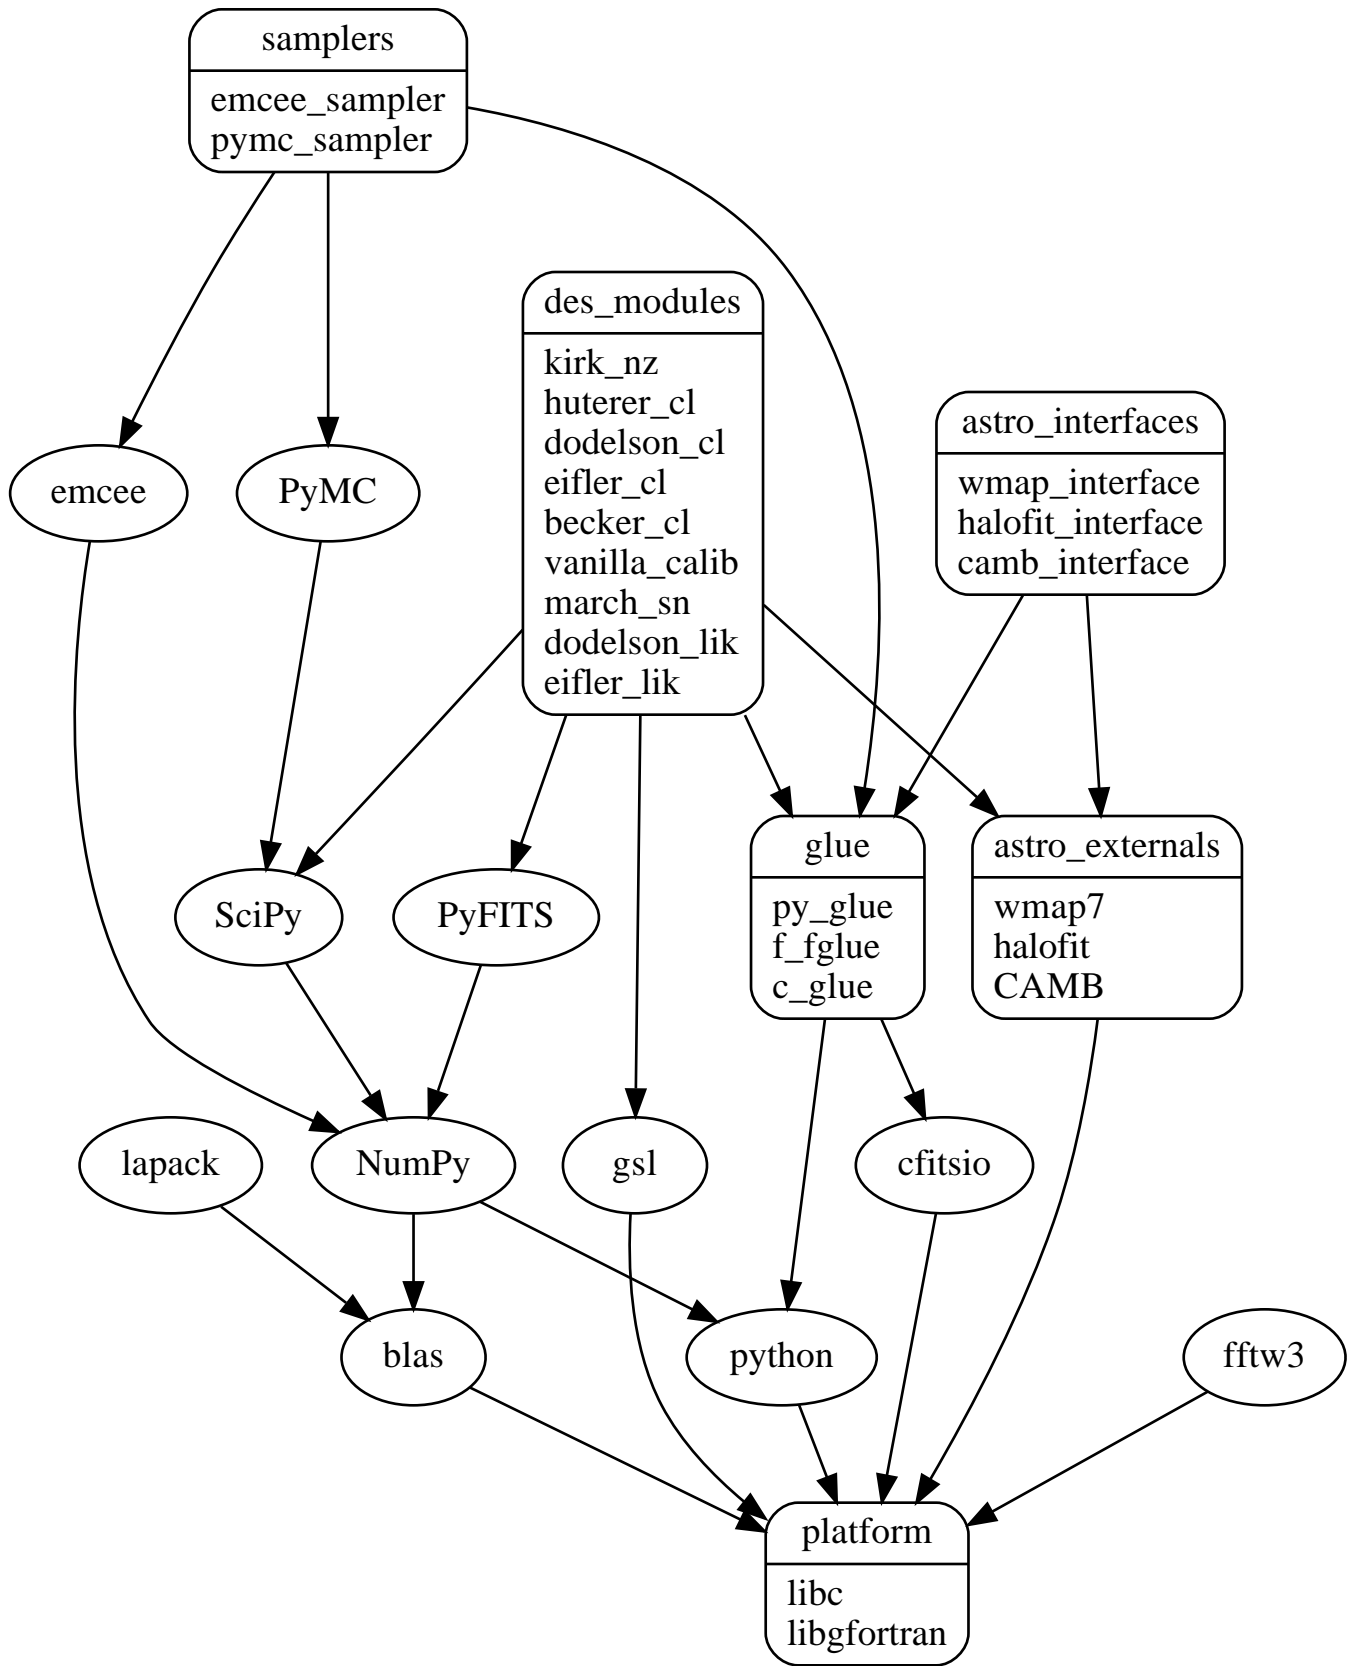 samplers
emcee_sampler
pymc_sampler
des_modules
kirk_nz
huterer_cl
dodelson_cl
eifler_cl
becker_cl
vanilla_calib
march_sn
dodelson_lik
eifler_lik
astro_interfaces
wmap_interface
halofit_interface
camb_interface
emcee
PyMC
SciPy
PyFITS
glue
py_glue
f_fglue
c_glue
astro_externals
wmap7
halofit
CAMB
lapack
NumPy
gsl
cfitsio
blas
python
fftw3
platform
libc
libgfortran